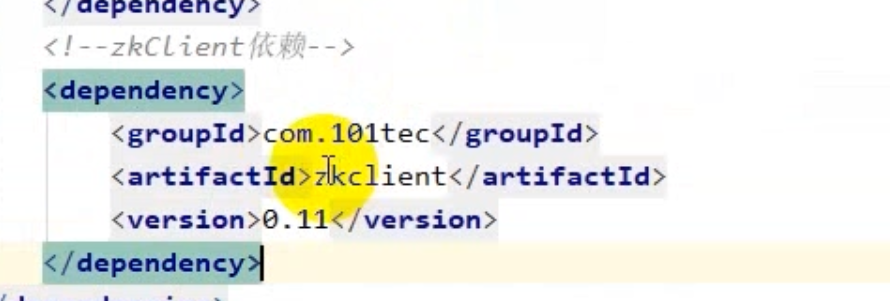 </dependency>
<!--zkClient依赖-->
<dependency>
<groupId>com.101tec</groupId>
<artifactId>zkclient</artifactId>
<version>0.11</version>
</dependency>